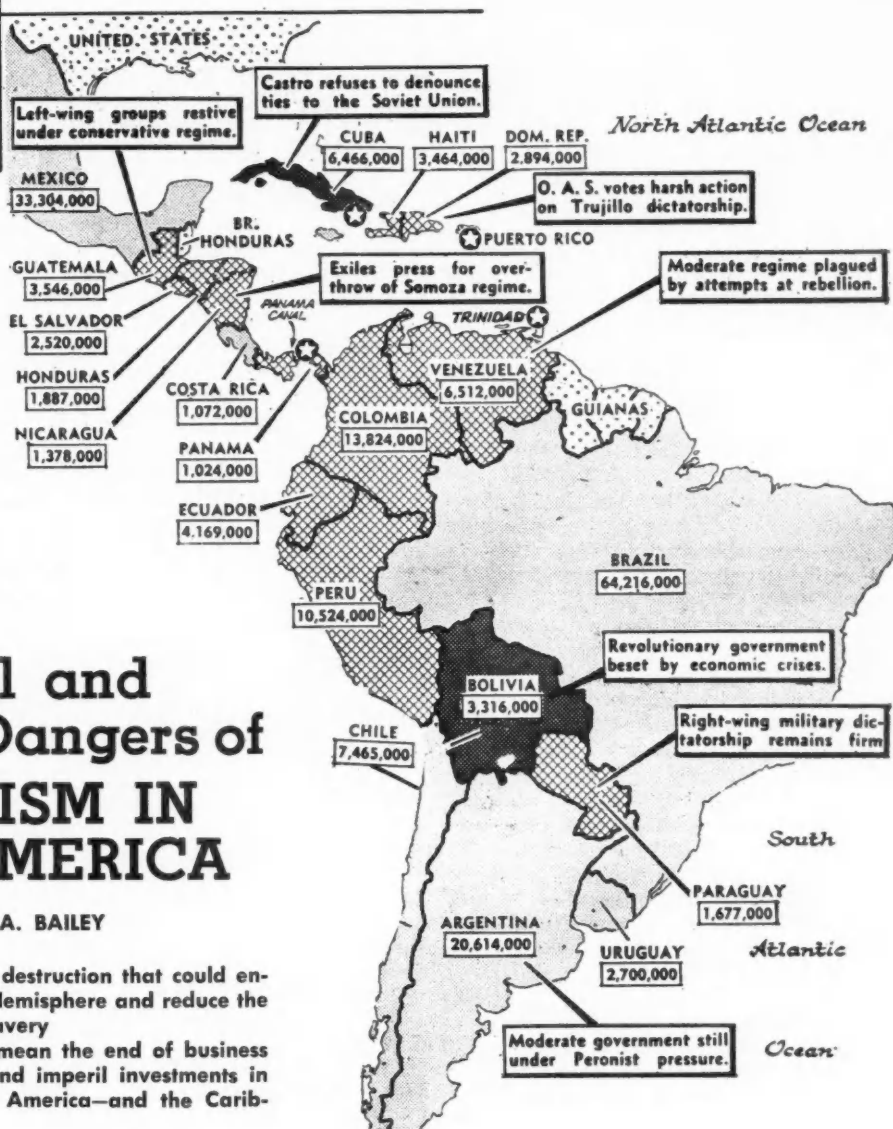 UNITED STATES
Castro refuses to denounce
ties to the Soviet Union.
Left-wing groups restive
under conservative regime.
North Atlantic Ocean
CUBA
6,466,000
HAITI
3,464,000
DOM. REP.
2,894,000
MEXICO
33,304,000
O. A. S. votes harsh action
on Trujillo dictatorship.
BR.
HONDURAS
PUERTO RICO
GUATEMALA
3,546,000
Exiles press for over-
throw of Somoza regime.
Moderate regime plagued
by attempts at rebellion.
EL SALVADOR
2,520,000
PANAMA
CANAL
TRINIDAD
HONDURAS
1,887,000
COSTA RICA
1,072,000
VENEZUELA
6,512,000
GUIANAS
NICARAGUA
1,378,000
COLOMBIA
13,824,000
PANAMA
1,024,000
ECUADOR
4.169,000
BRAZIL
64,216,000
PERU
10,524,000
Revolutionary government
beset by economic crises.
BOLIVIA
3,316,000
Right-wing military dic-
tatorship remains firm
CHILE
7,465,000
South
PARAGUAY
1,677,000
ARGENTINA
20,614,000
URUGUAY
2,700,000
Atlantic
Moderate government still
under Peronist pressure.
Ocean
l and
Dangers of
ISM IN
MERICA
A. BAILEY
destruction that could en-
Hemisphere and reduce the
avery
mean the end of business
nd imperil investments in
America—and the Carib-